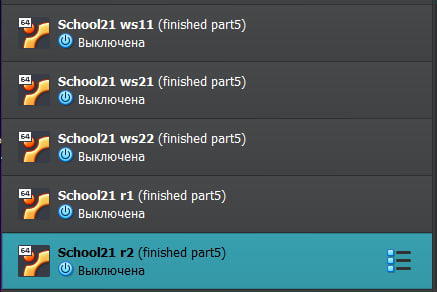 64
School21 ws11 (finished part5)
Выключена
64
School21 ws21 (finished part5)
Выключена
64
School21 ws22 (finished part5)
Выключена
64
School21 r1 (finished part5)
Выключена
64
School21 r2 (finished part5)
Выключена